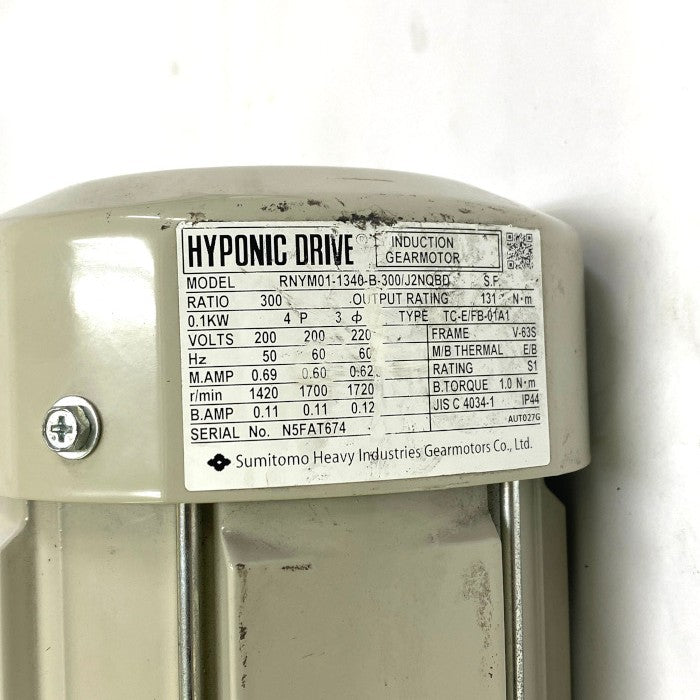 HYPONIC DRIVE® INDUCTION GEARMOTOR
MODEL RNYM01-1340-B-300/J2NQBD S.F.
RATIO 300 OUTPUT RATING 131 N·m
0.1KW 4 P 3 Φ TYPE TC-E/FB-01A1
VOLTS 200 200 220 FRAME V-63S
Hz 50 60 60 M/B THERMAL E/B
M.AMP 0.69 0.60 0.62 RATING S1
r/min 1420 1700 1720 B.TORQUE 1.0 N·m
B.AMP 0.11 0.11 0.12 JIS C 4034-1 IP44
SERIAL No. N5FAT674 AUT027G
Sumitomo Heavy Industries Gearmotors Co., Ltd.